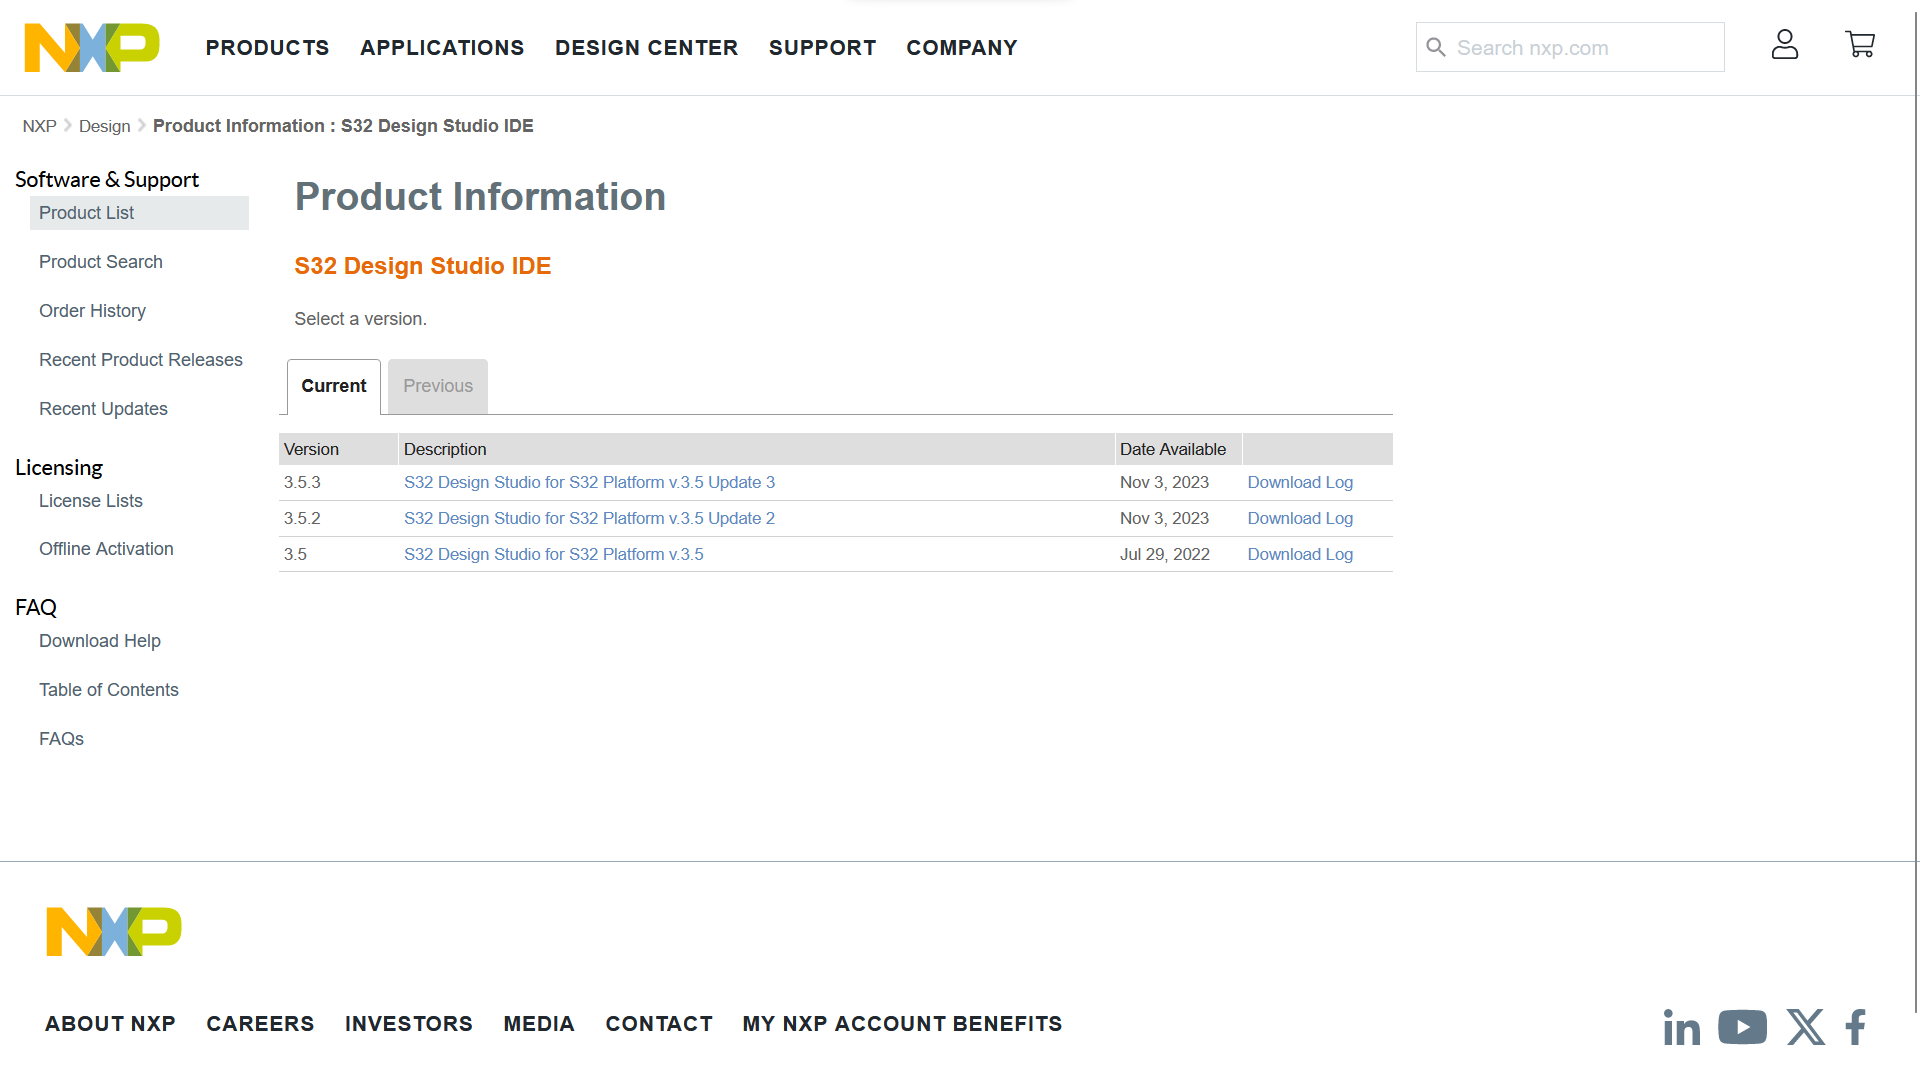 NXP PRODUCTS APPLICATIONS DESIGN CENTER SUPPORT COMPANY Search nxp.com
NXP Design Product Information : S32 Design Studio IDE
Software & Support
Product List
Product Search
Order History
Recent Product Releases
Recent Updates
Licensing
License Lists
Offline Activation
FAQ
Download Help
Table of Contents
FAQs
Product Information
S32 Design Studio IDE
Select a version.
Current Previous
Version Description Date Available
3.5.3 S32 Design Studio for S32 Platform v.3.5 Update 3 Nov 3, 2023 Download Log
3.5.2 S32 Design Studio for S32 Platform v.3.5 Update 2 Nov 3, 2023 Download Log
3.5 S32 Design Studio for S32 Platform v.3.5 Jul 29, 2022 Download Log
NXP
ABOUT NXP CAREERS INVESTORS MEDIA CONTACT MY NXP ACCOUNT BENEFITS